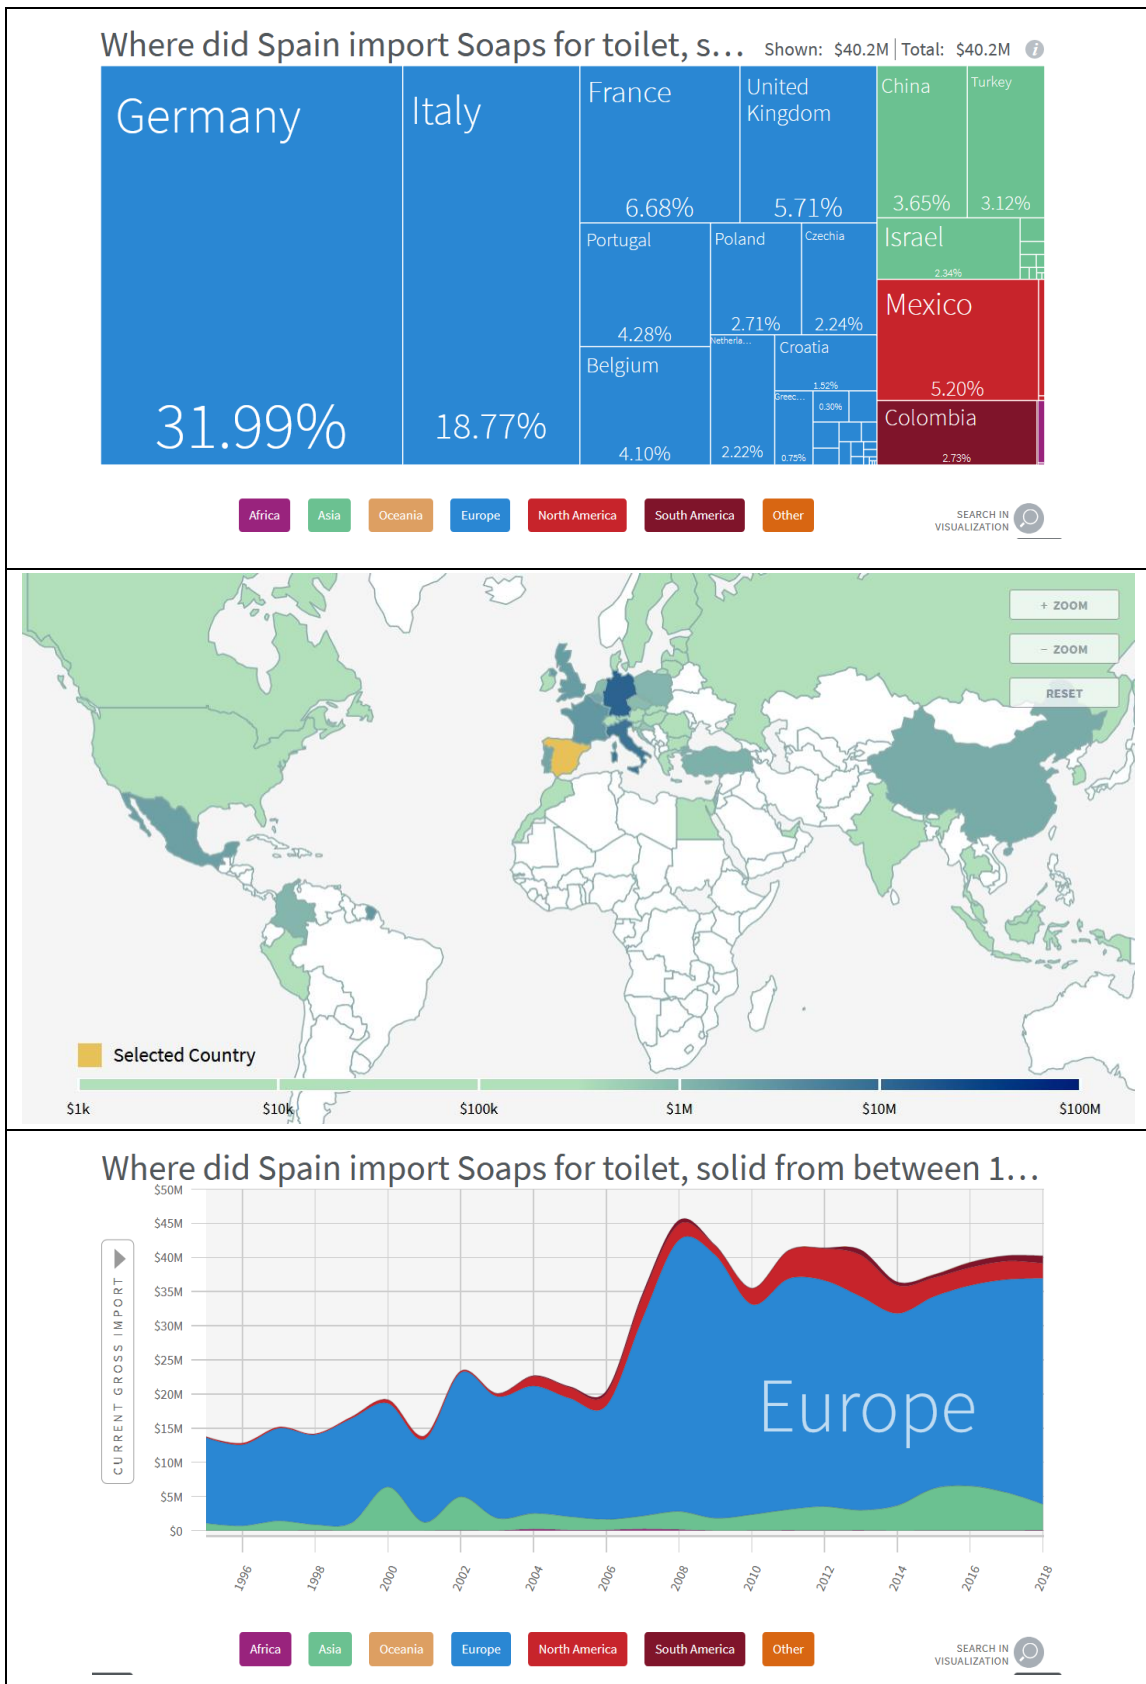 Where did Spain import Soaps for toilet, s...
Shown: $40.2M | Total: $40.2M i
Germany
31.99%
Italy
18.77%
France
6.68%
United
Kingdom
5.71%
Portugal
4.28%
Belgium
4.10%
Poland
2.71%
Czechia
2.24%
Netherla...
2.22%
Croatia
1.52%
Greec...
0.75%
0.30%
China
3.65%
Turkey
3.12%
Israel
2.34%
Mexico
5.20%
Colombia
2.73%
Africa
Asia
Oceania
Europe
North America
South America
Other
SEARCH IN
VISUALIZATION
+ ZOOM
− ZOOM
RESET
Selected Country
$1k
$10k
$100k
$1M
$10M
$100M
Where did Spain import Soaps for toilet, solid from between 1...
CURRENT GROSS IMPORT
$50M
$45M
$40M
$35M
$30M
$25M
$20M
$15M
$10M
$5M
$0
Europe
1996
1998
2000
2002
2004
2006
2008
2010
2012
2014
2016
2018
Africa
Asia
Oceania
Europe
North America
South America
Other
SEARCH IN
VISUALIZATION